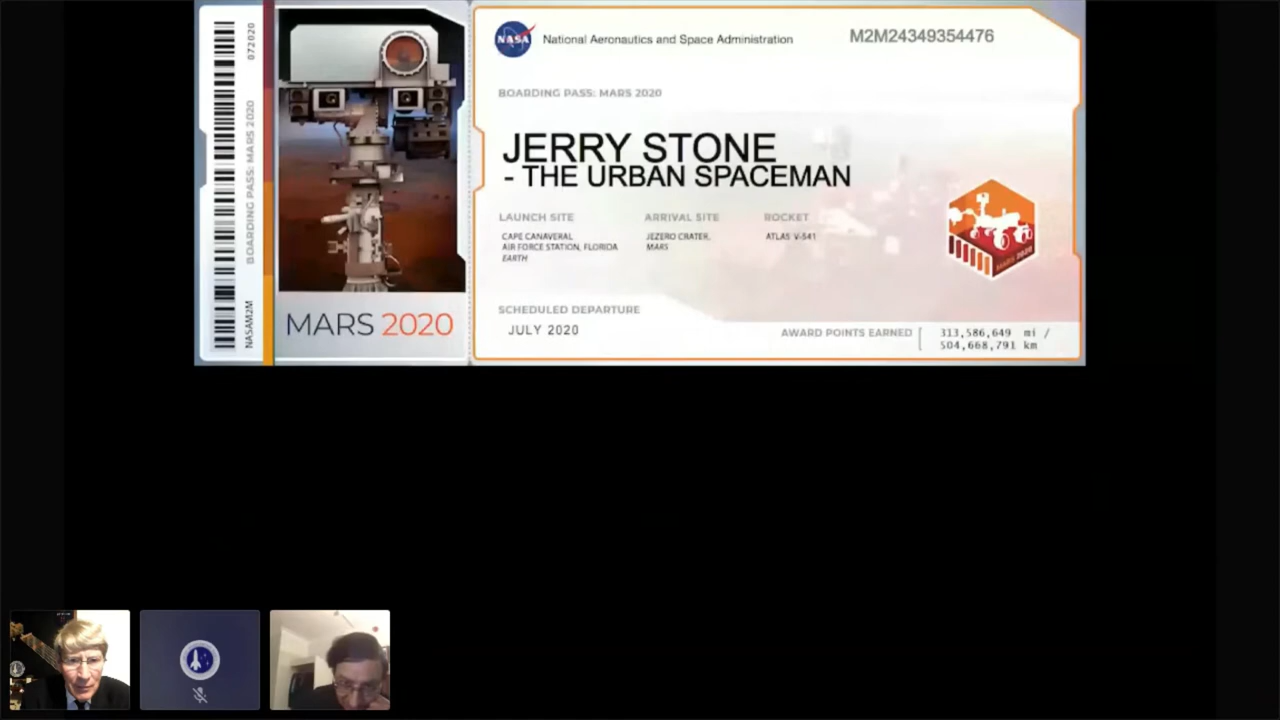 072020
BOARDING PASS: MARS 2020
NASAM2M
MARS 2020
NASA
National Aeronautics and Space Administration
M2M24349354476
BOARDING PASS: MARS 2020
JERRY STONE
- THE URBAN SPACEMAN
LAUNCH SITE
CAPE CANAVERAL
AIR FORCE STATION, FLORIDA
EARTH
ARRIVAL SITE
JEZERO CRATER,
MARS
ROCKET
ATLAS V-541
MARS 2020
SCHEDULED DEPARTURE
JULY 2020
AWARD POINTS EARNED
313,586,649 mi /
504,668,791 km